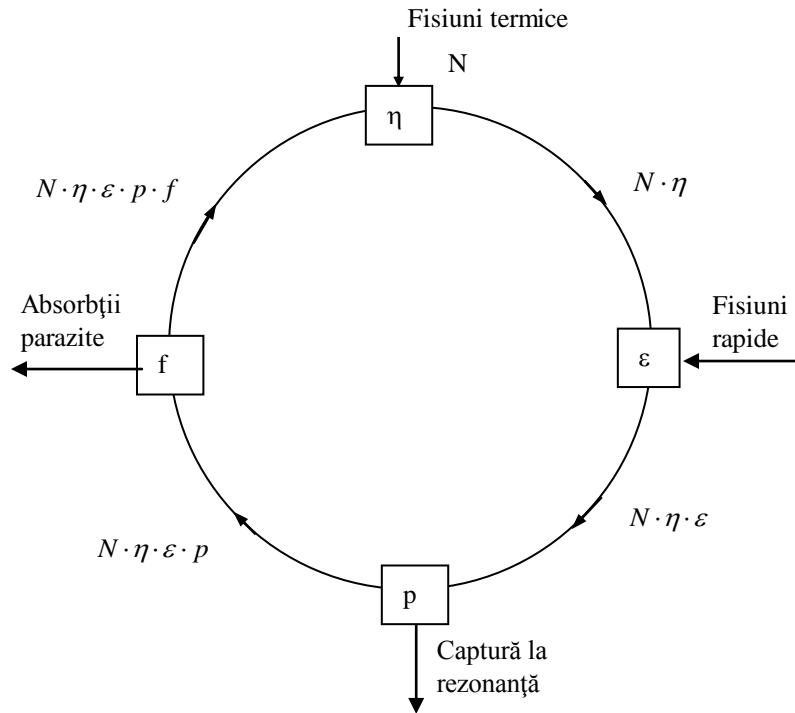 Fisiuni termice
N
η
N · η · ε · p · f
N · η
Absorbţii
parazite
Fisiuni
rapide
f
ε
N · η · ε · p
N · η · ε
p
Captură la
rezonanţă